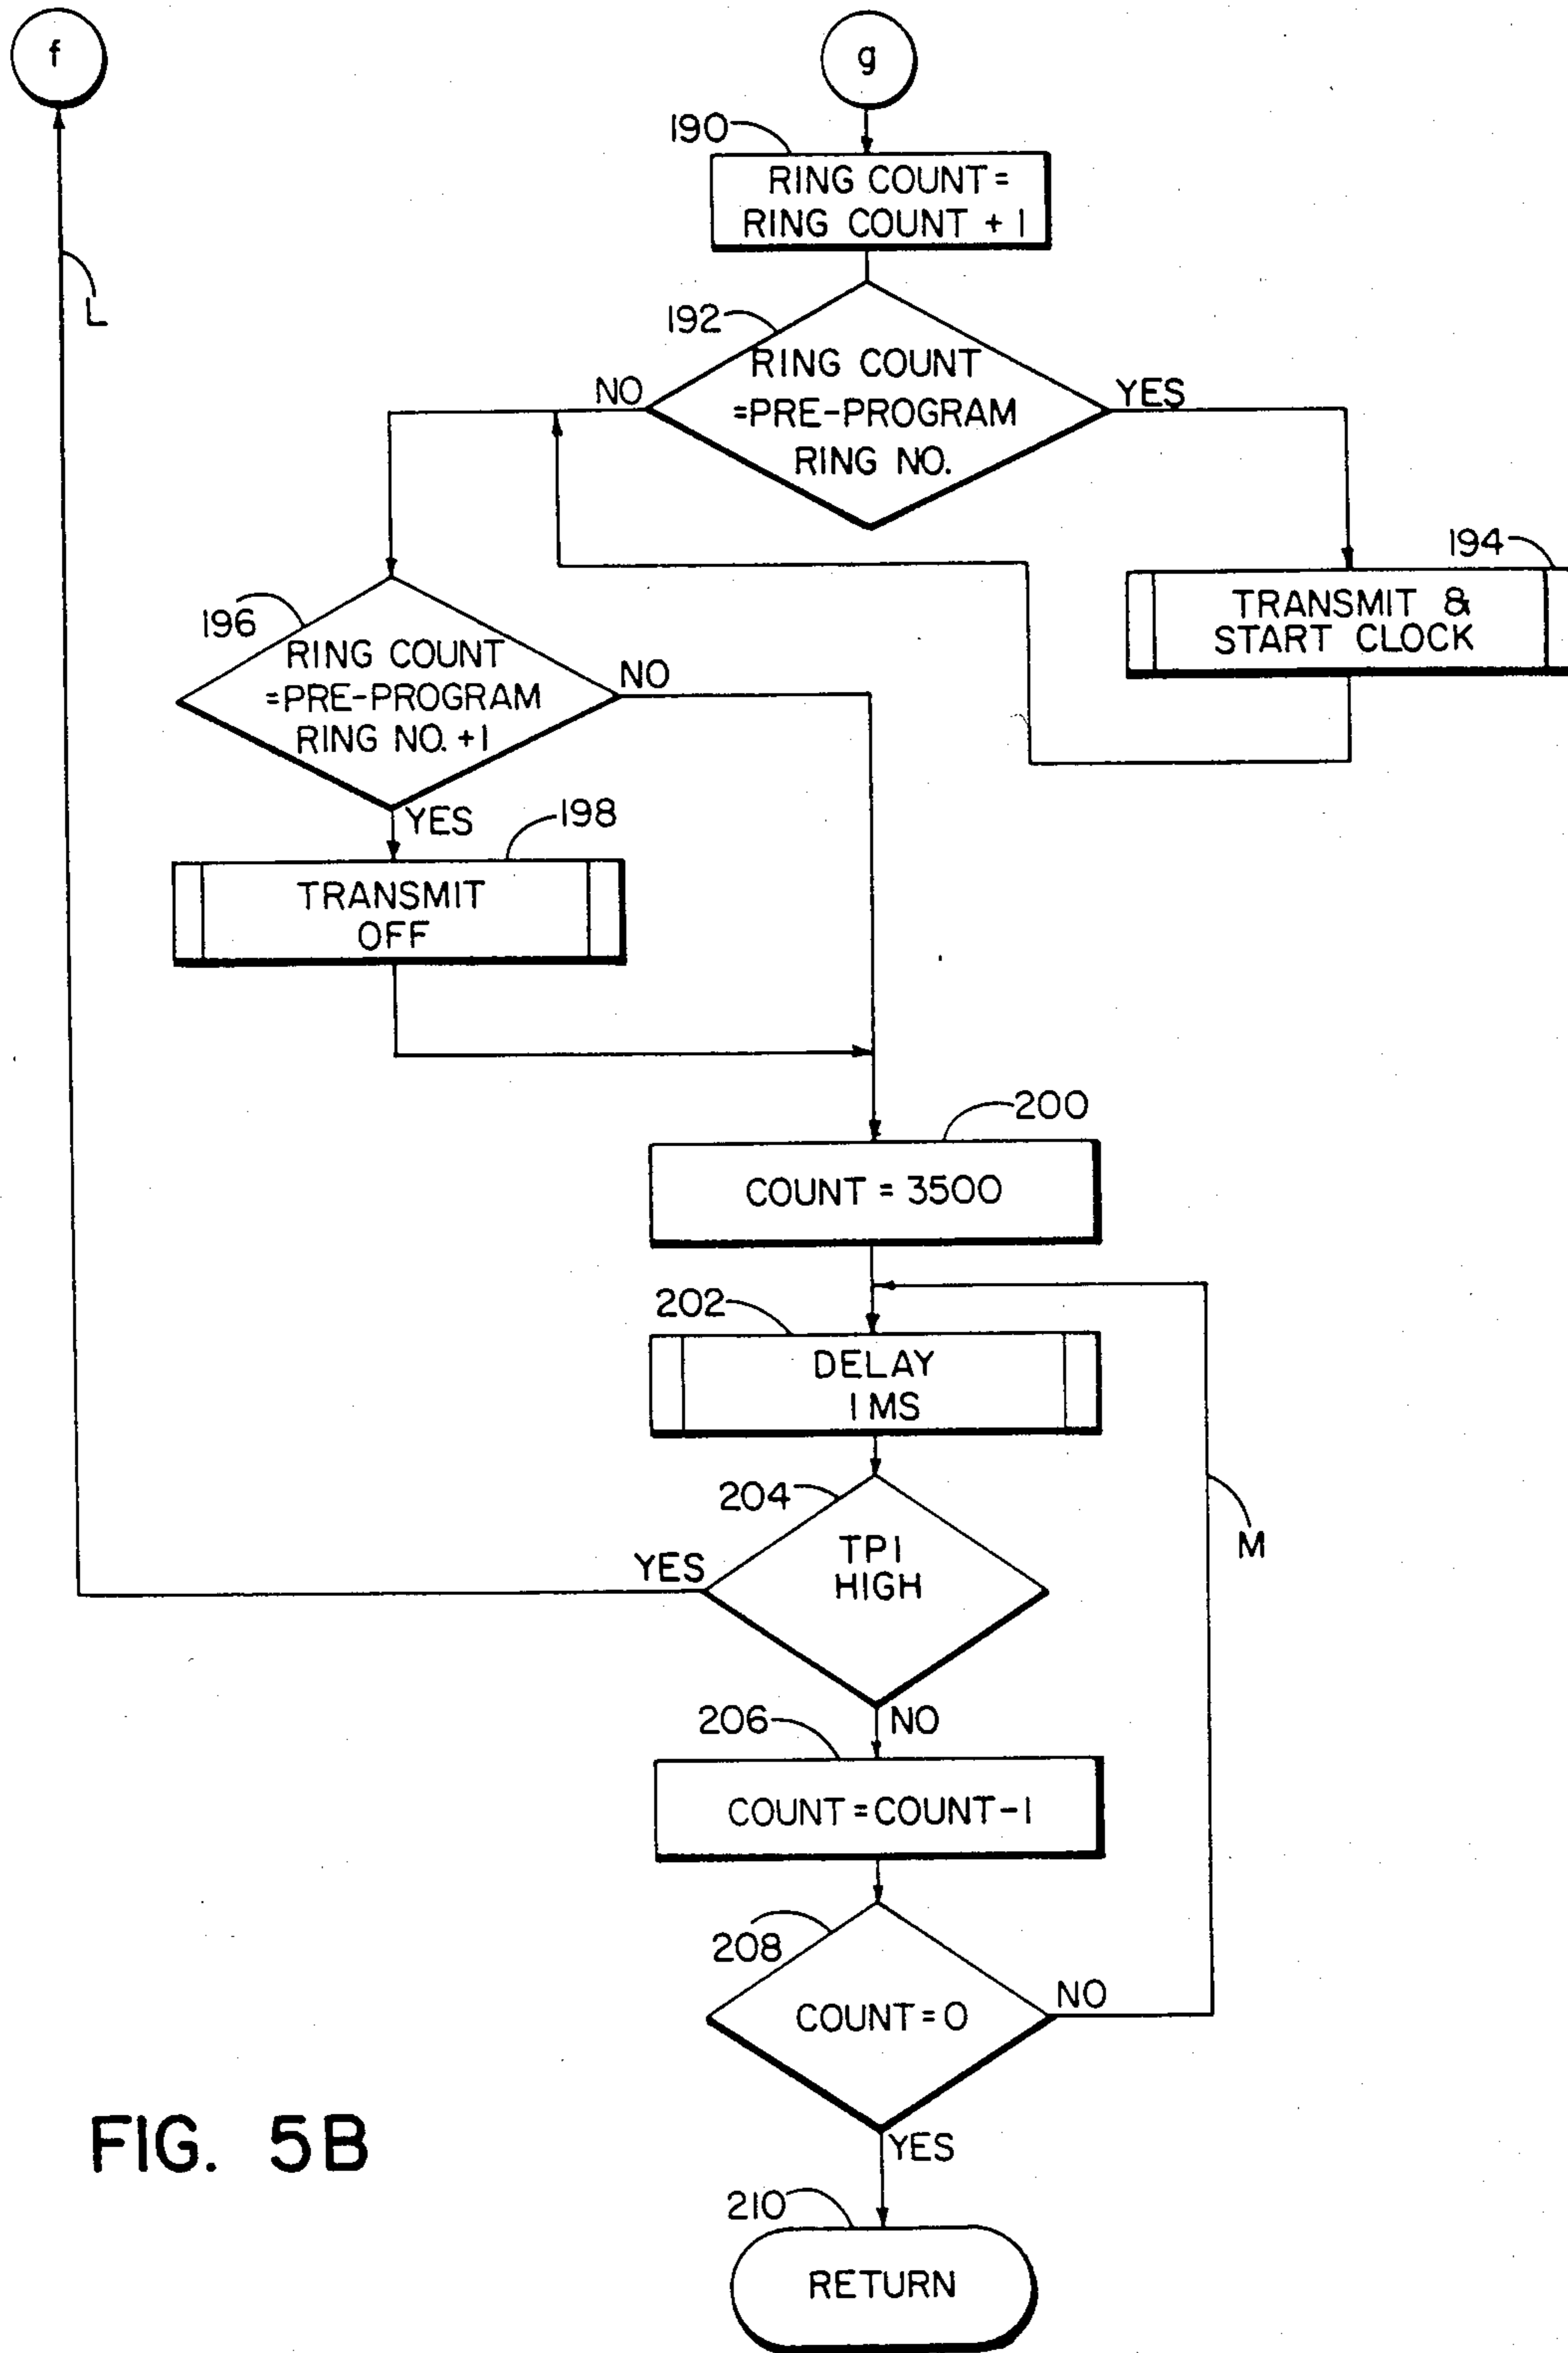 f
g
190
RING COUNT =
RING COUNT + 1
L
192
RING COUNT
=PRE-PROGRAM
RING NO.
NO
YES
194
TRANSMIT &
START CLOCK
196
RING COUNT
=PRE-PROGRAM
RING NO. +1
NO
YES
198
TRANSMIT
OFF
200
COUNT = 3500
202
DELAY
1 MS
204
TP1
HIGH
YES
M
NO
206
COUNT = COUNT-1
208
COUNT = 0
NO
YES
FIG. 5B
210
RETURN